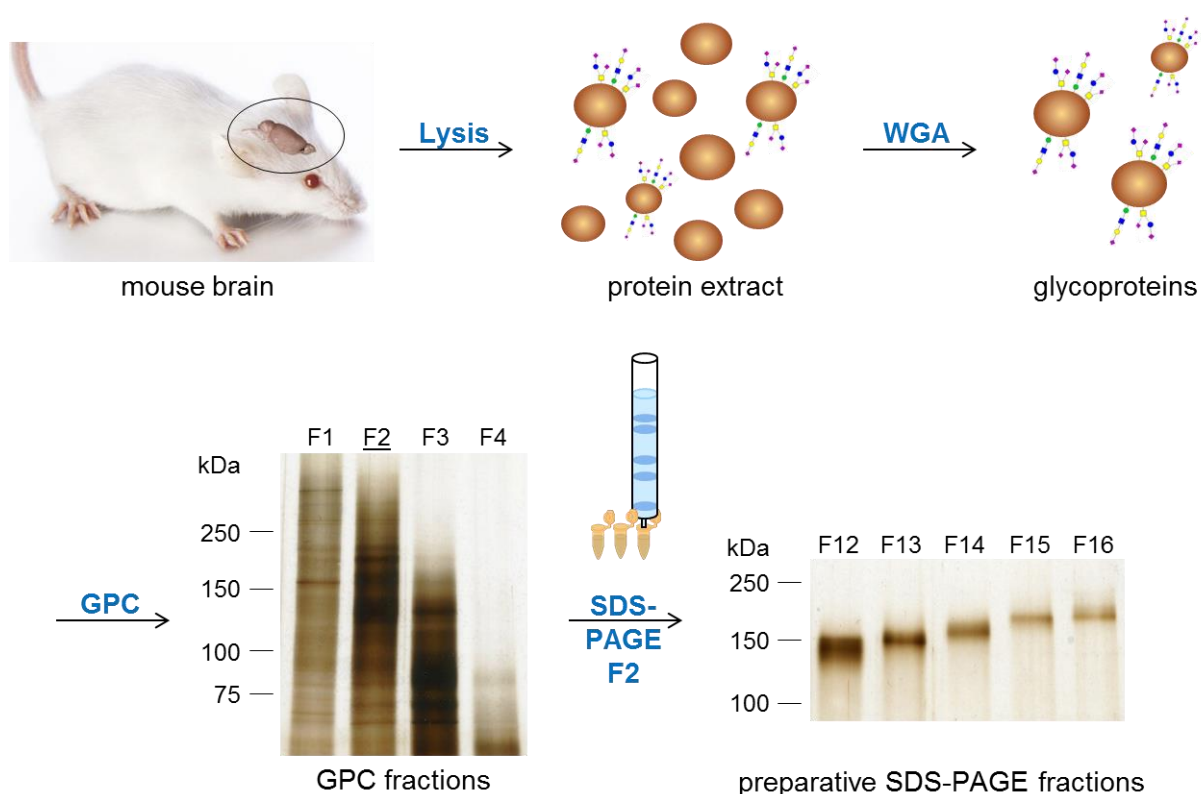 Lysis
WGA
mouse brain
protein extract
glycoproteins
F1 F2 F3 F4
kDa
250
150
100
75
GPC
GPC fractions
SDS-
PAGE
F2
F12 F13 F14 F15 F16
kDa
250
150
100
preparative SDS-PAGE fractions